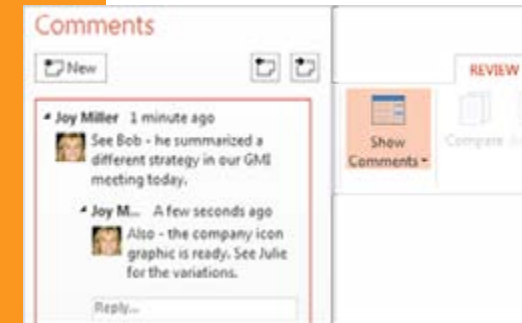 Comments
New
Joy Miller 1 minute ago
See Bob - he summarized a
different strategy in our GMI
meeting today.
Joy M... A few seconds ago
Also - the company icon
graphic is ready. See Julie
for the variations.
Reply...
REVIEW
Show
Comments
Compare